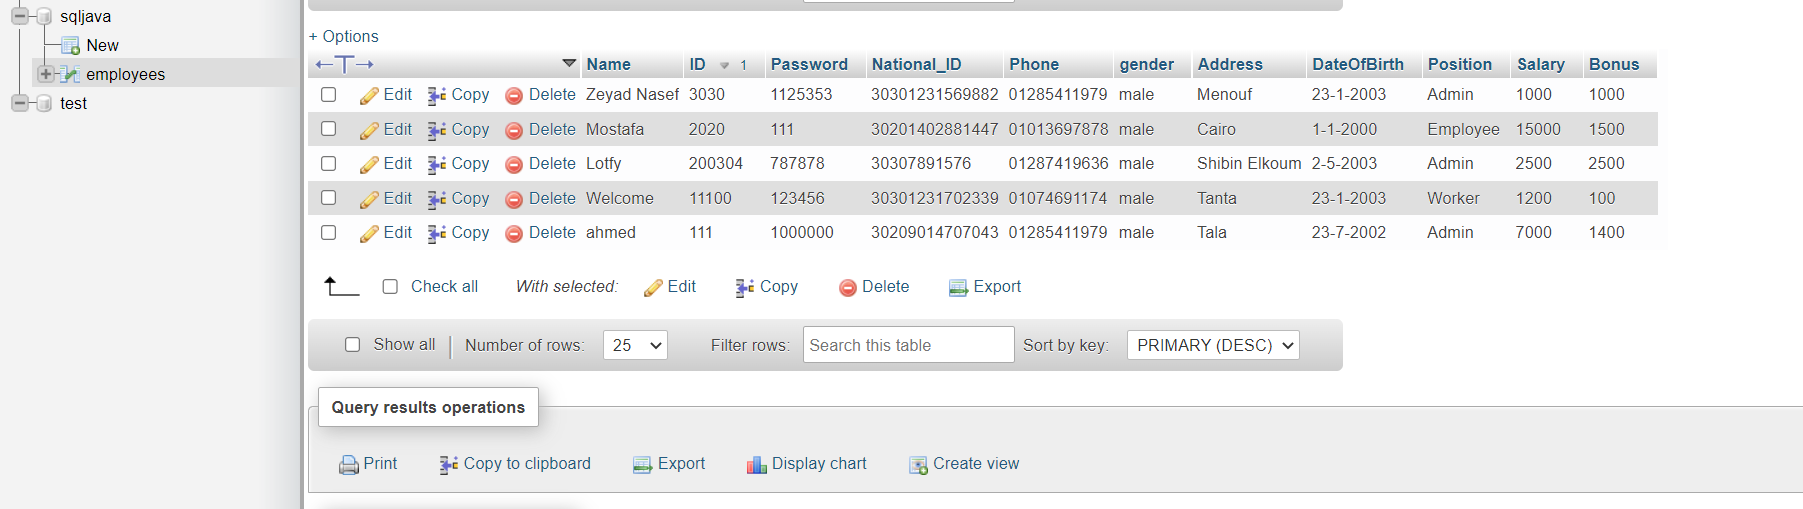 sqljava
New
employees
test
+ Options
Name ID 1 Password National_ID Phone gender Address DateOfBirth Position Salary Bonus
Edit Copy Delete Zeyad Nasef 3030 1125353 30301231569882 01285411979 male Menouf 23-1-2003 Admin 1000 1000
Edit Copy Delete Mostafa 2020 111 30201402881447 01013697878 male Cairo 1-1-2000 Employee 15000 1500
Edit Copy Delete Lotfy 200304 787878 30307891576 01287419636 male Shibin Elkoum 2-5-2003 Admin 2500 2500
Edit Copy Delete Welcome 11100 123456 30301231702339 01074691174 male Tanta 23-1-2003 Worker 1200 100
Edit Copy Delete ahmed 111 1000000 30209014707043 01285411979 male Tala 23-7-2002 Admin 7000 1400
Check all With selected: Edit Copy Delete Export
Show all Number of rows: 25 Filter rows: Search this table Sort by key: PRIMARY (DESC)
Query results operations
Print Copy to clipboard Export Display chart Create view